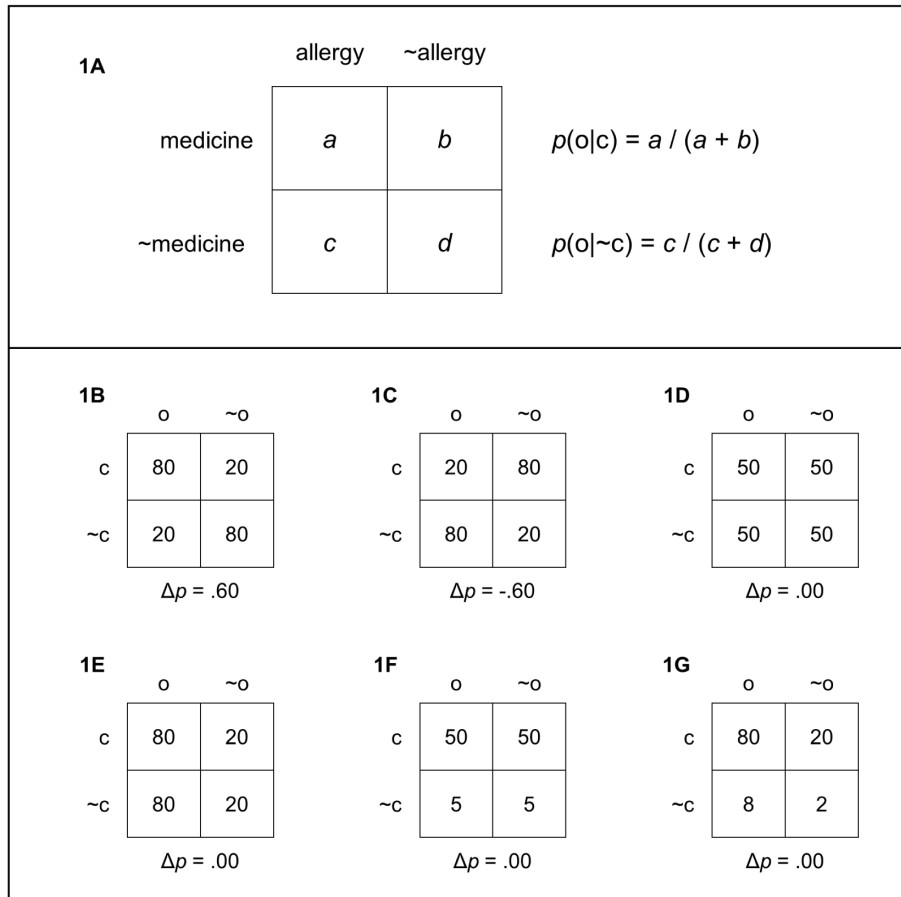 1A
allergy ~allergy
medicine a b p(o|c) = a / (a + b)
~medicine c d p(o|~c) = c / (c + d)
1B 1C 1D
o ~o o ~o o ~o
c 80 20 c 20 80 c 50 50
~c 20 80 ~c 80 20 ~c 50 50
Δp = .60 Δp = -.60 Δp = .00
1E 1F 1G
o ~o o ~o o ~o
c 80 20 c 50 50 c 80 20
~c 80 20 ~c 5 5 ~c 8 2
Δp = .00 Δp = .00 Δp = .00